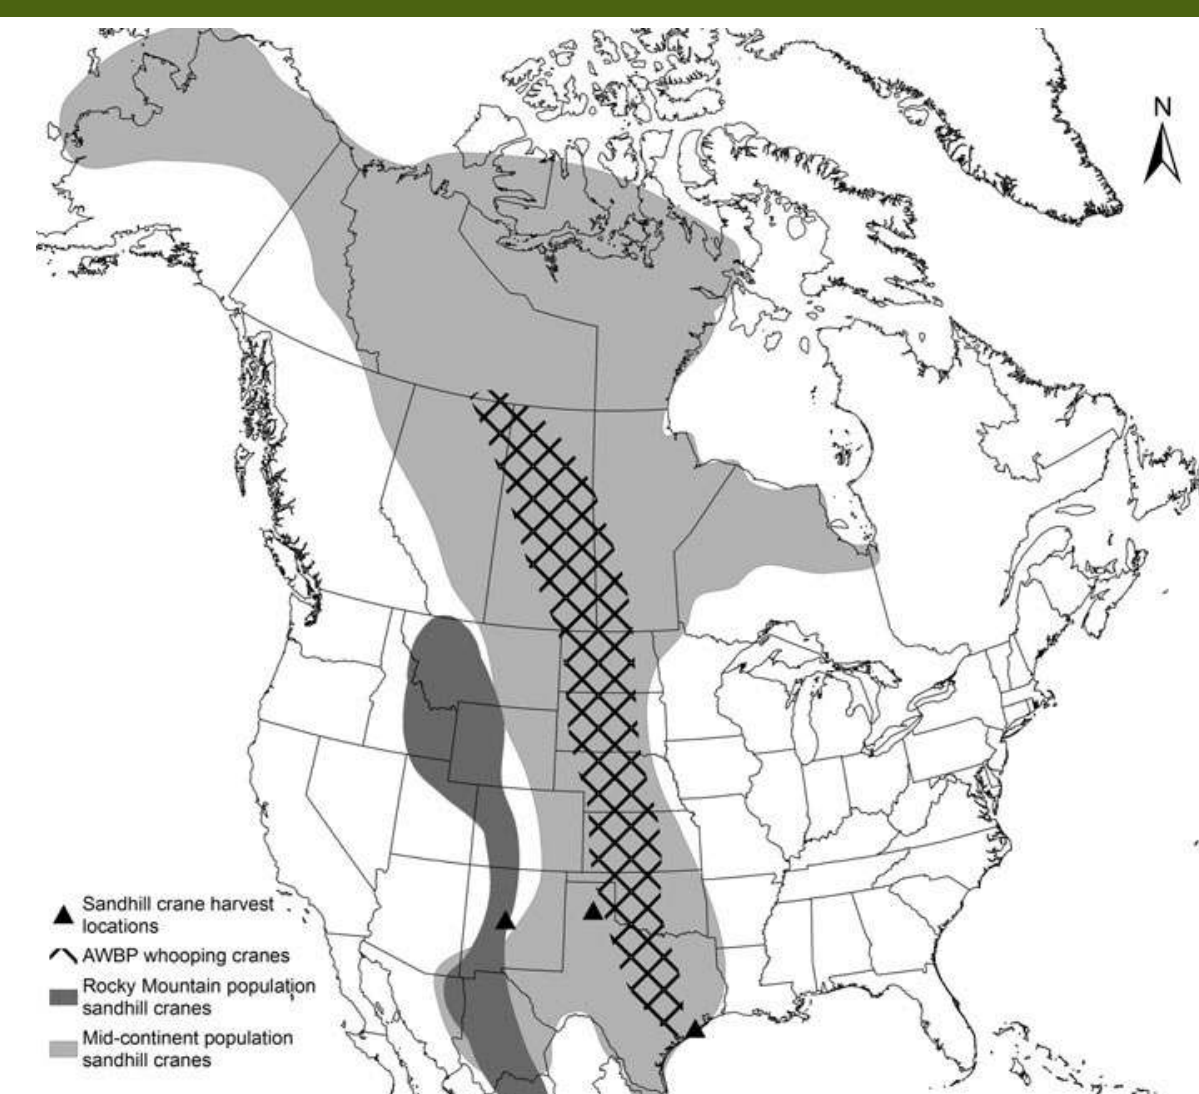 N
Sandhill crane harvest
locations
AWBP whooping cranes
Rocky Mountain population
sandhill cranes
Mid-continent population
sandhill cranes